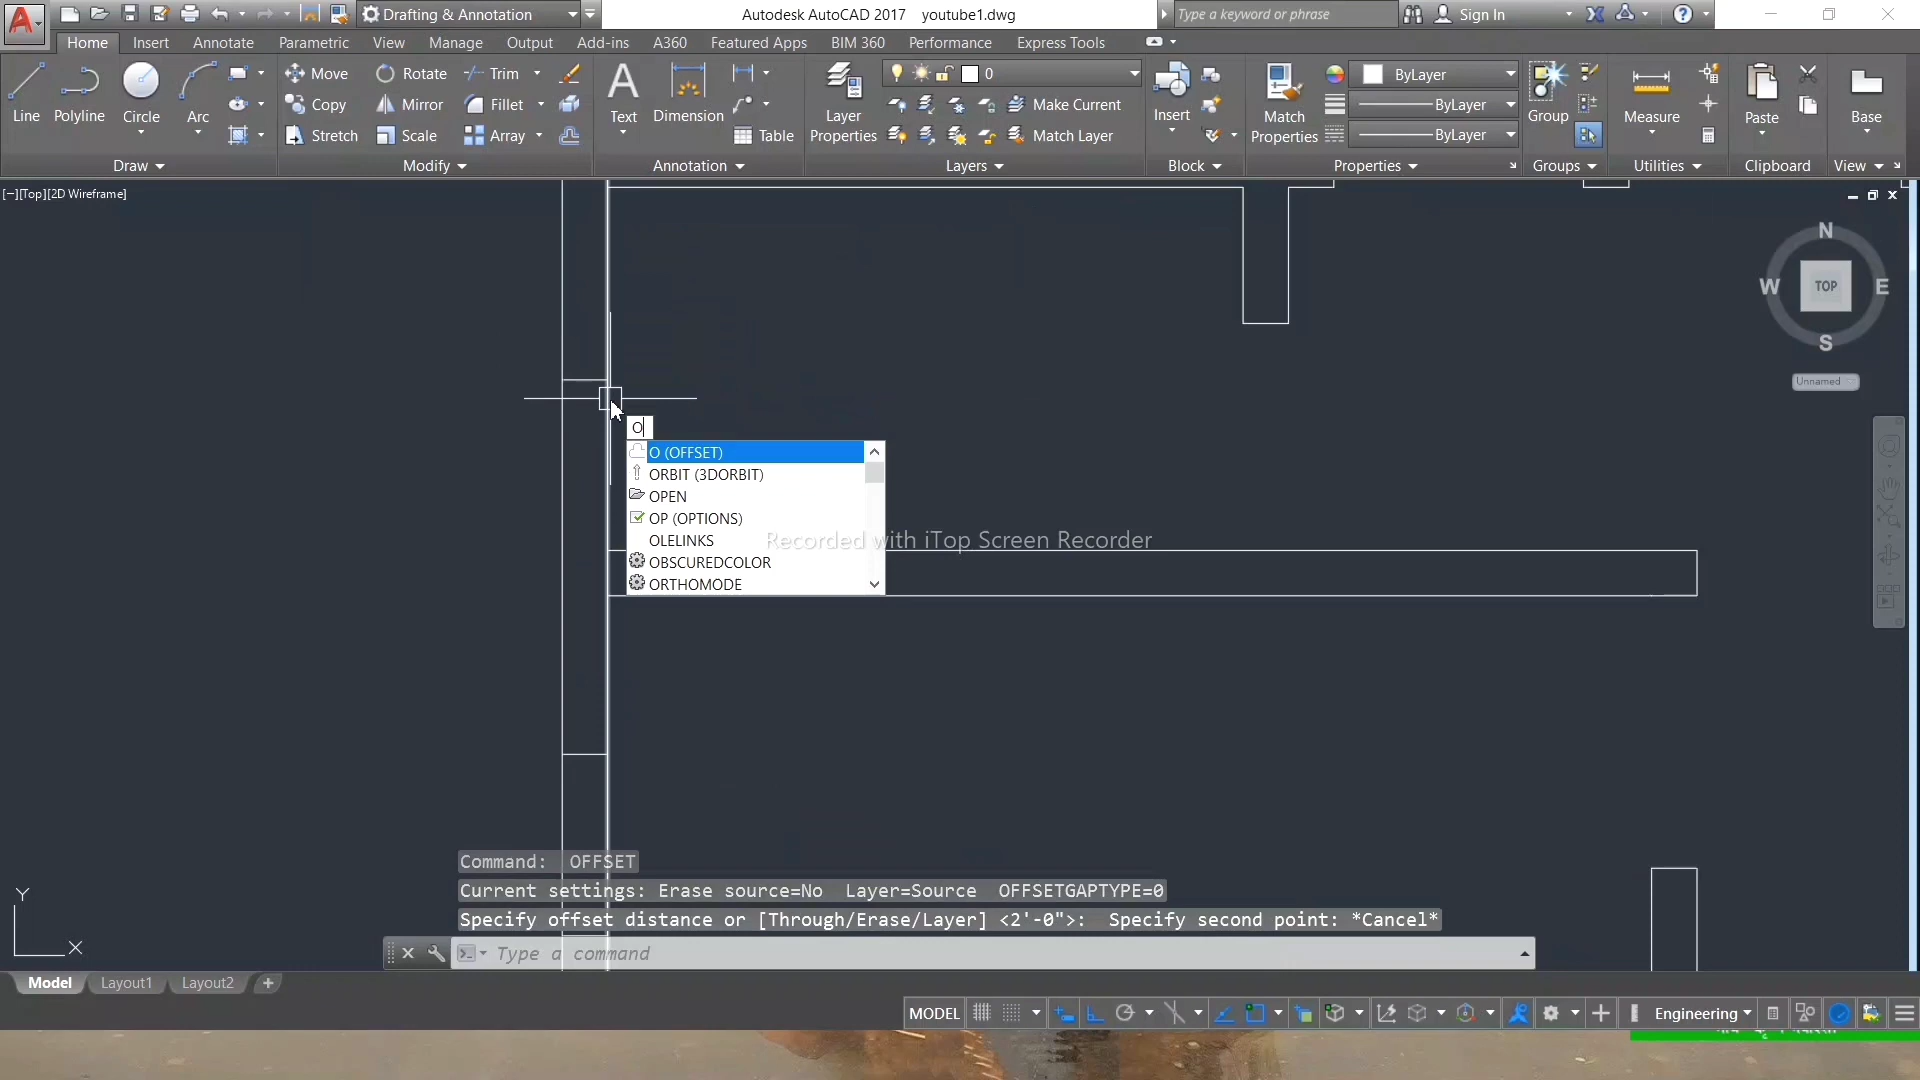 Drafting & Annotation
Autodesk AutoCAD 2017 youtube1.dwg
Type a keyword or phrase
Sign In
Home Insert Annotate Parametric View Manage Output Add-ins A360 Featured Apps BIM 360 Performance Express Tools
Line Polyline Circle Arc
Move Rotate Trim
Copy Mirror Fillet
Stretch Scale Array
Text Dimension
Table
Layer Properties
0
Make Current
Match Layer
Insert
Match Properties
ByLayer
ByLayer
ByLayer
Group
Measure
Paste
Base
Draw Modify Annotation Layers Block Properties Groups Utilities Clipboard View
[−][Top][2D Wireframe]
N
W TOP E
S
Unnamed
O
O (OFFSET)
ORBIT (3DORBIT)
OPEN
OP (OPTIONS)
OLELINKS
OBSCUREDCOLOR
ORTHOMODE
Recorded with iTop Screen Recorder
Command: OFFSET
Current settings: Erase source=No Layer=Source OFFSETGAPTYPE=0
Specify offset distance or [Through/Erase/Layer] <2'-0">: Specify second point: *Cancel*
Type a command
Y
X
Model Layout1 Layout2 +
MODEL
Engineering